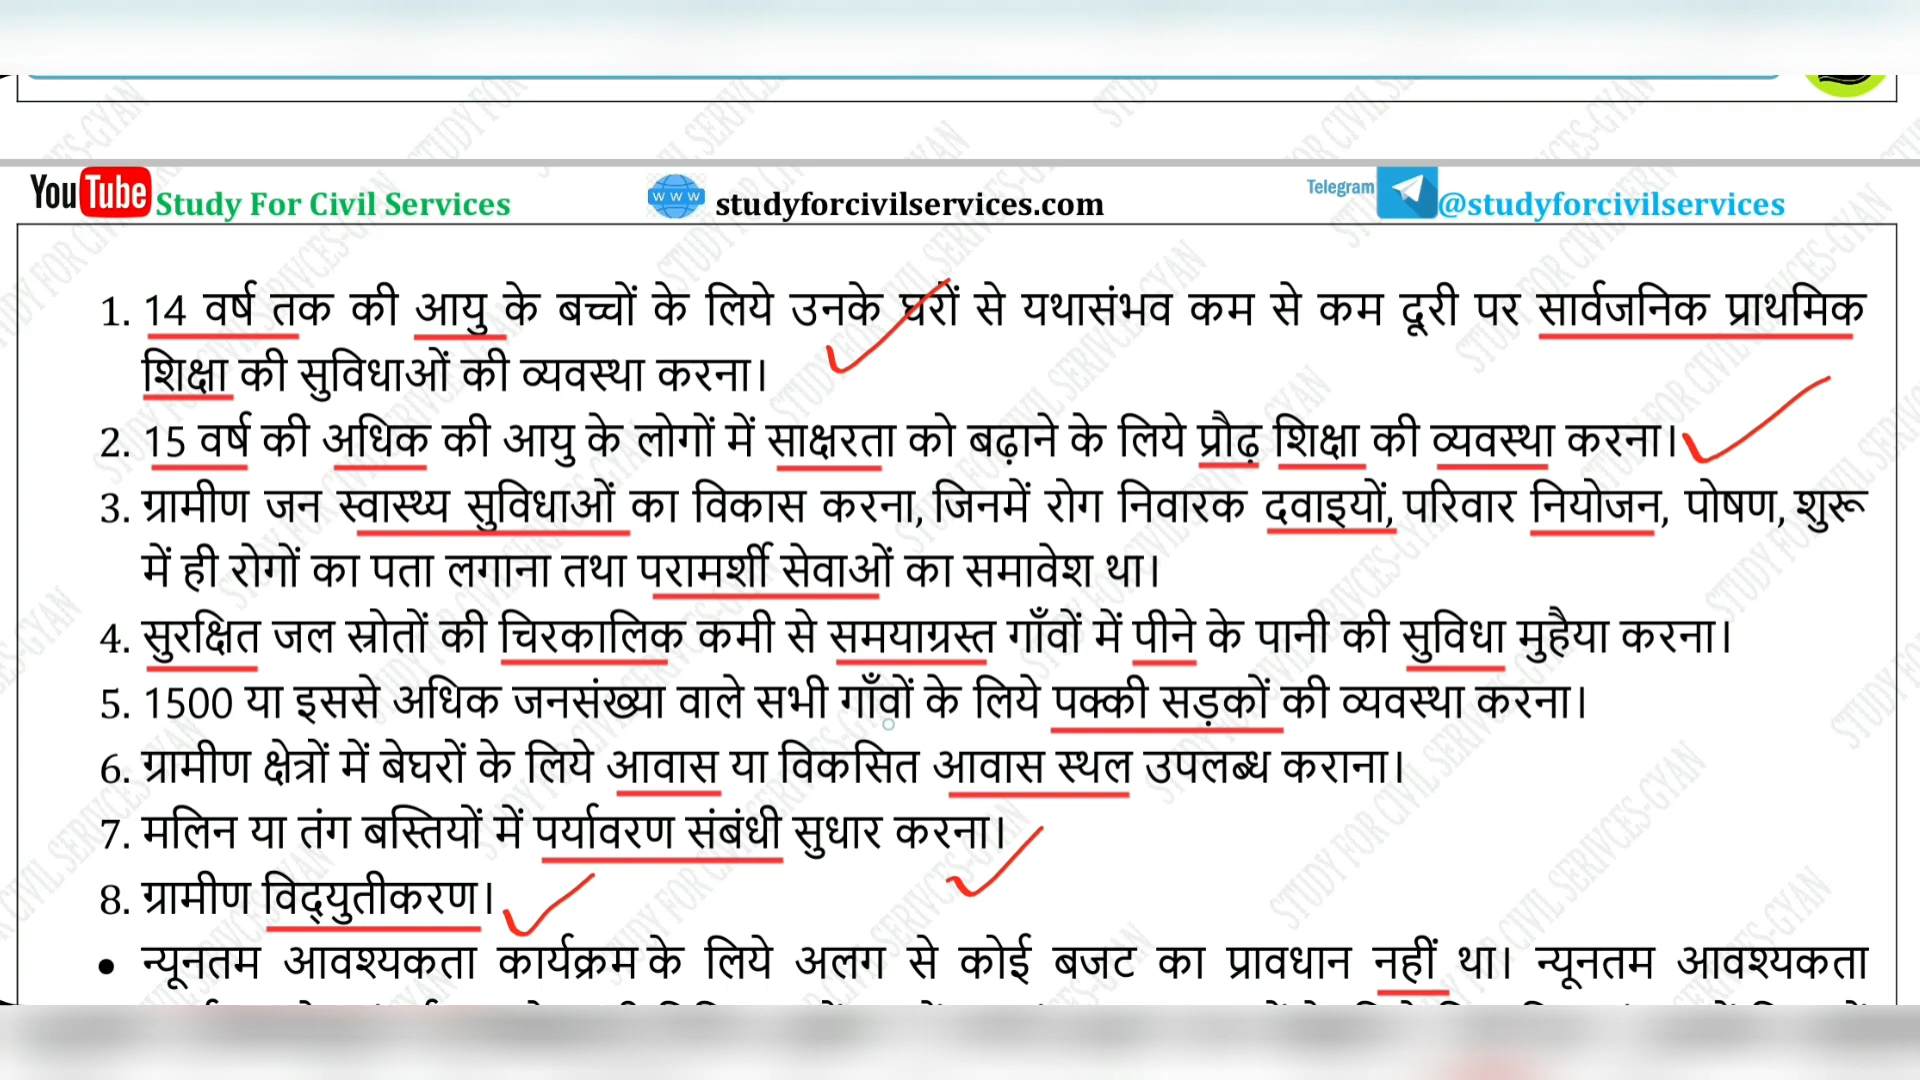 YouTube Study For Civil Services
www studyforcivilservices.com
Telegram @studyforcivilservices
1. 14 वर्ष तक की आयु के बच्चों के लिये उनके घरों से यथासंभव कम से कम दूरी पर सार्वजनिक प्राथमिक
शिक्षा की सुविधाओं की व्यवस्था करना।
2. 15 वर्ष की अधिक की आयु के लोगों में साक्षरता को बढ़ाने के लिये प्रौढ़ शिक्षा की व्यवस्था करना।
3. ग्रामीण जन स्वास्थ्य सुविधाओं का विकास करना, जिनमें रोग निवारक दवाइयों, परिवार नियोजन, पोषण, शुरू
में ही रोगों का पता लगाना तथा परामर्शी सेवाओं का समावेश था।
4. सुरक्षित जल स्रोतों की चिरकालिक कमी से समयाग्रस्त गाँवों में पीने के पानी की सुविधा मुहैया करना।
5. 1500 या इससे अधिक जनसंख्या वाले सभी गाँवों के लिये पक्की सड़कों की व्यवस्था करना।
6. ग्रामीण क्षेत्रों में बेघरों के लिये आवास या विकसित आवास स्थल उपलब्ध कराना।
7. मलिन या तंग बस्तियों में पर्यावरण संबंधी सुधार करना।
8. ग्रामीण विद्युतीकरण।
• न्यूनतम आवश्यकता कार्यक्रम के लिये अलग से कोई बजट का प्रावधान नहीं था। न्यूनतम आवश्यकता